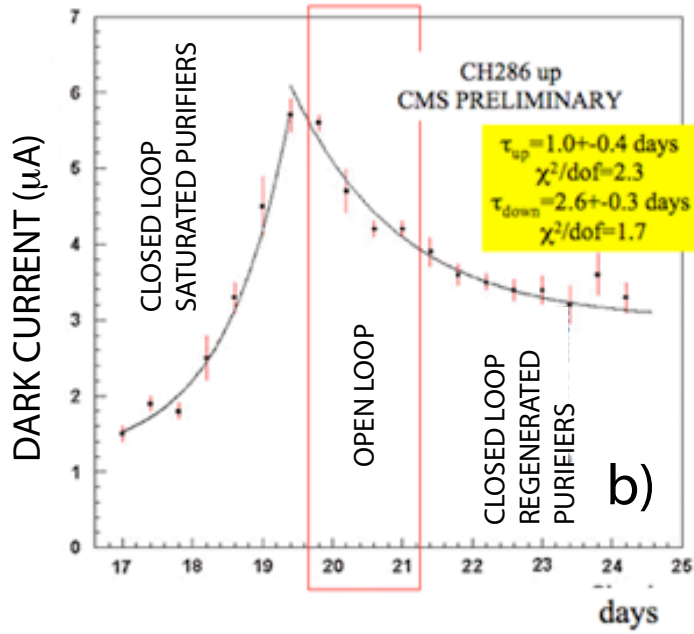 7
6
5
4
3
2
1
0
DARK CURRENT (μA)
CLOSED LOOP
SATURATED PURIFIERS
OPEN LOOP
CLOSED LOOP
REGENERATED
PURIFIERS
CH286 up
CMS PRELIMINARY
τup=1.0+-0.4 days
χ²/dof=2.3
τdown=2.6+-0.3 days
χ²/dof=1.7
b)
17 18 19 20 21 22 23 24 25
days